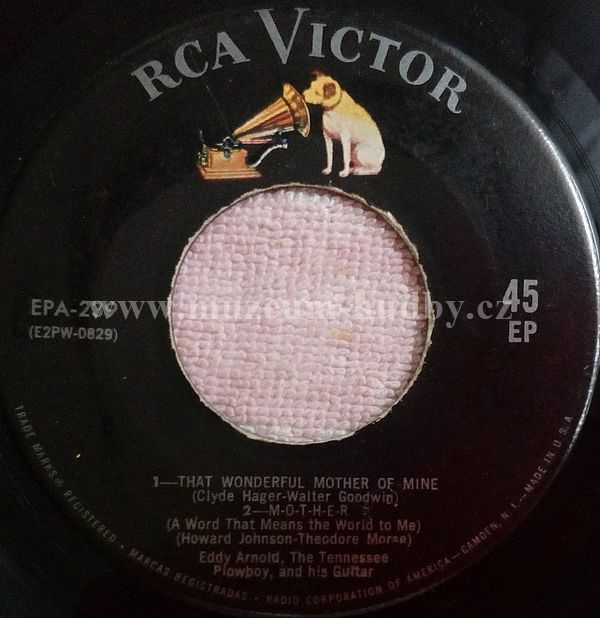 RCA VICTOR
EPA-239
(E2PW-0829)
www.muzeum-hudby.cz
45
EP
1—THAT WONDERFUL MOTHER OF MINE
(Clyde Hager-Walter Goodwin)
2—M-O-T-H-E-R
(A Word That Means the World to Me)
(Howard Johnson-Theodore Morse)
Eddy Arnold, The Tennessee
Plowboy, and his Guitar
TRADE MARKS ® REGISTERED • MARCAS REGISTRADAS • RADIO CORPORATION OF AMERICA—CAMDEN, N. J.—MADE IN U.S.A.